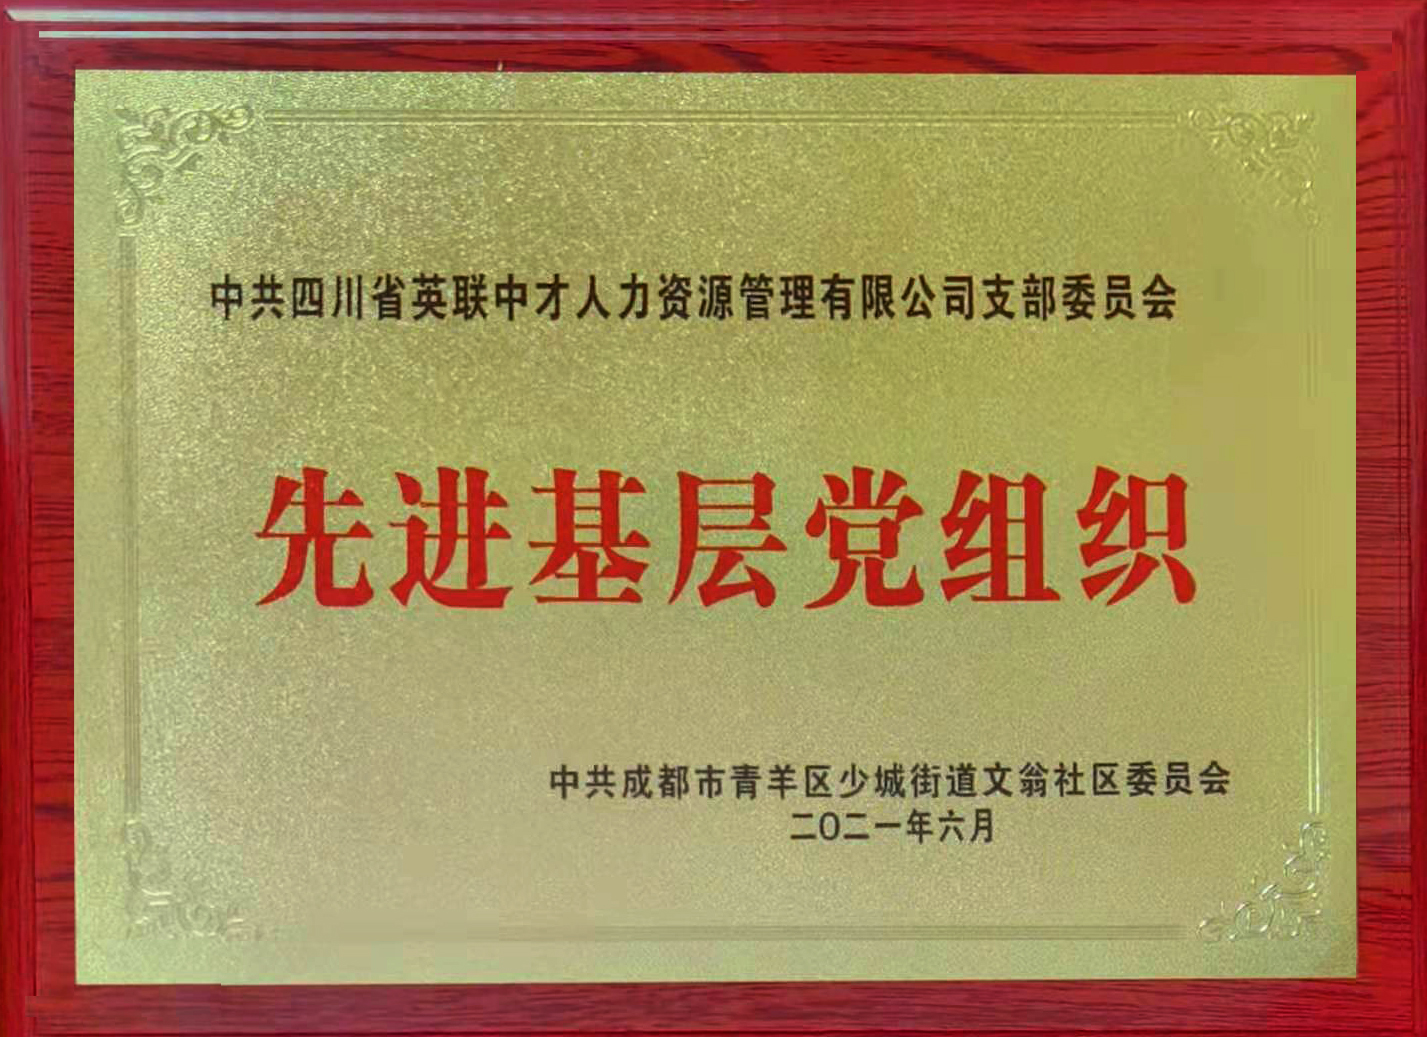 中共四川省英联中才人力资源管理有限公司支部委员会
先进基层党组织
中共成都市青羊区少城街道文翁社区委员会
二〇二一年六月